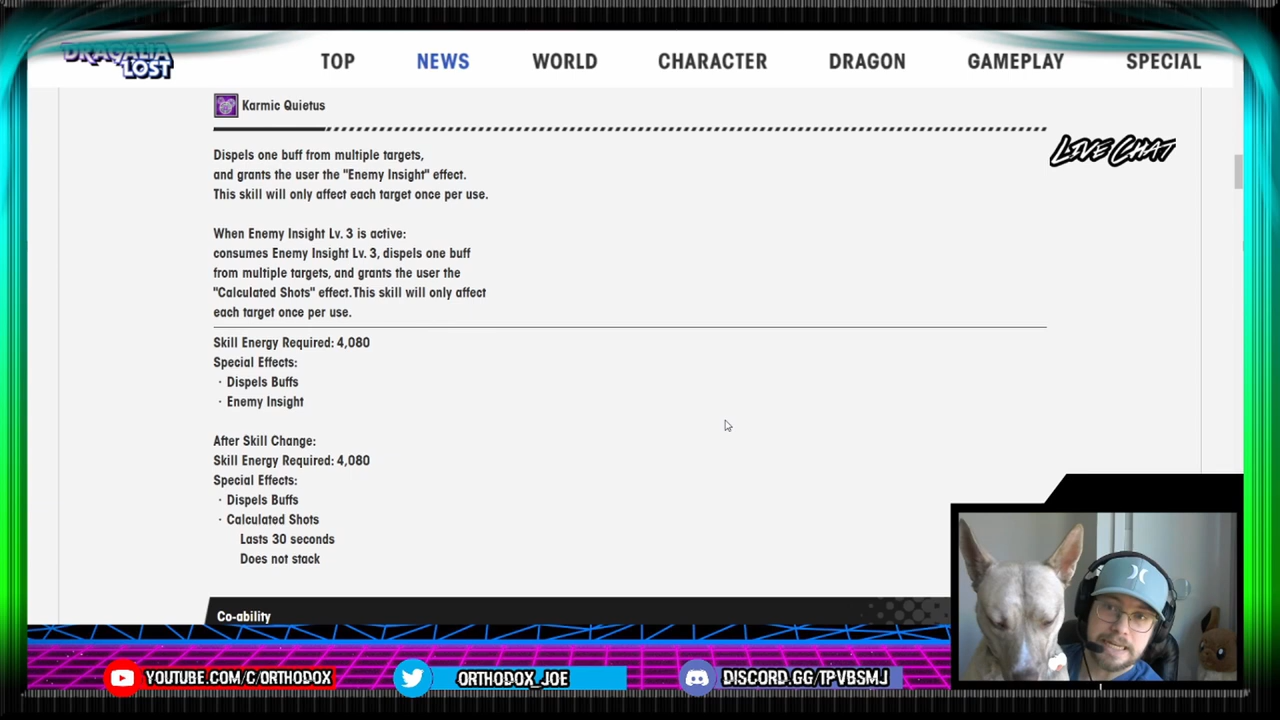 DRAGALIA LOST
TOP NEWS WORLD CHARACTER DRAGON GAMEPLAY SPECIAL
Karmic Quietus
LIVE CHAT
Dispels one buff from multiple targets,
and grants the user the "Enemy Insight" effect.
This skill will only affect each target once per use.
When Enemy Insight Lv. 3 is active:
consumes Enemy Insight Lv. 3, dispels one buff
from multiple targets, and grants the user the
"Calculated Shots" effect. This skill will only affect
each target once per use.
Skill Energy Required: 4,080
Special Effects:
· Dispels Buffs
· Enemy Insight
After Skill Change:
Skill Energy Required: 4,080
Special Effects:
· Dispels Buffs
· Calculated Shots
Lasts 30 seconds
Does not stack
Co-ability
YOUTUBE.COM/C/ORTHODOX
ORTHODOX_JOE
DISCORD.GG/TPVBSMJ